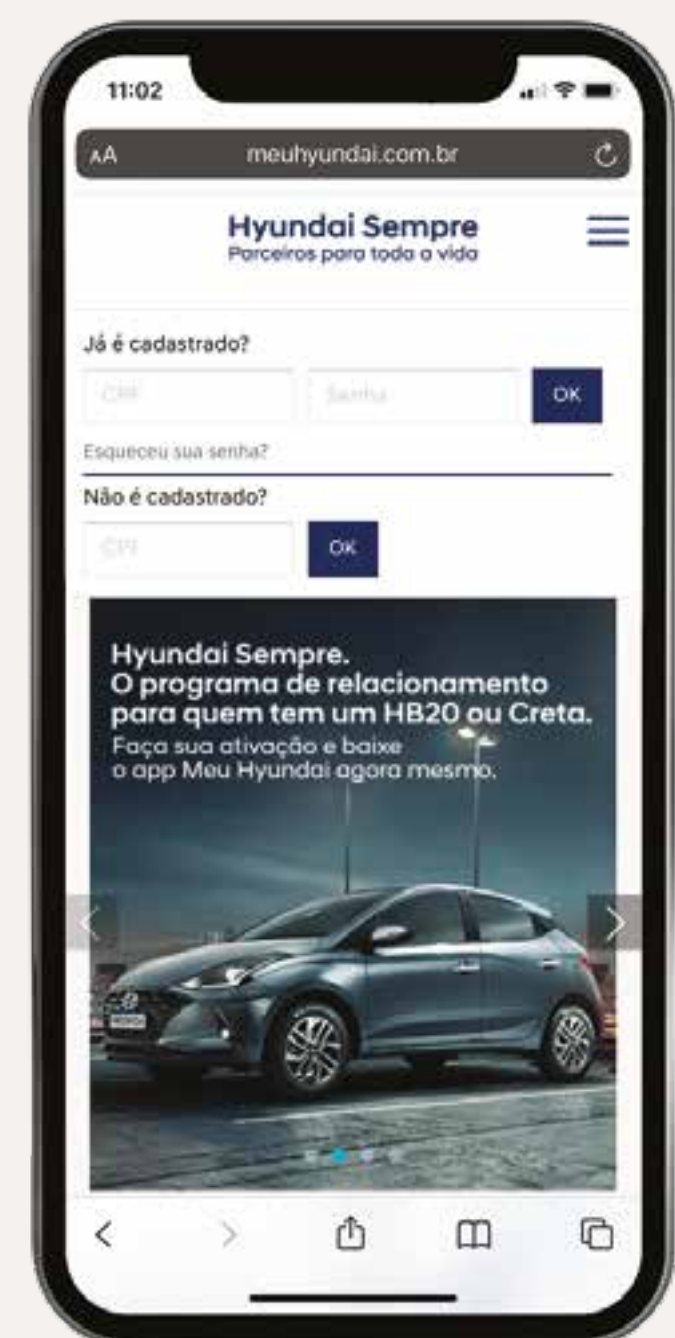 11:02
AA meuhyundai.com.br
Hyundai Sempre
Parceiros para toda a vida
Já é cadastrado?
CPF Senha OK
Esqueceu sua senha?
Não é cadastrado?
CPF OK
Hyundai Sempre.
O programa de relacionamento
para quem tem um HB20 ou Creta.
Faça sua ativação e baixe
o app Meu Hyundai agora mesmo.